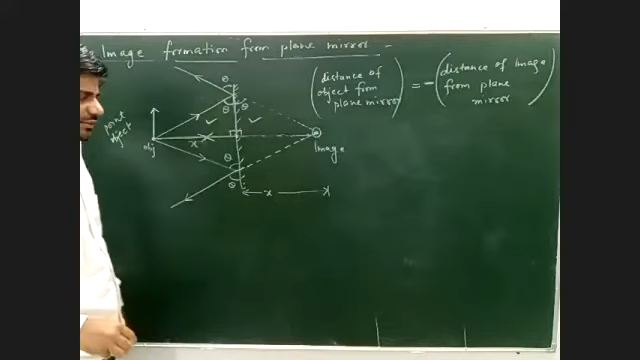 Image formation from plane mirror -
(distance of object from plane mirror) = - (distance of Image from plane mirror)
point object
obj
x
θ
θ
θ
θ
θ
Image
x